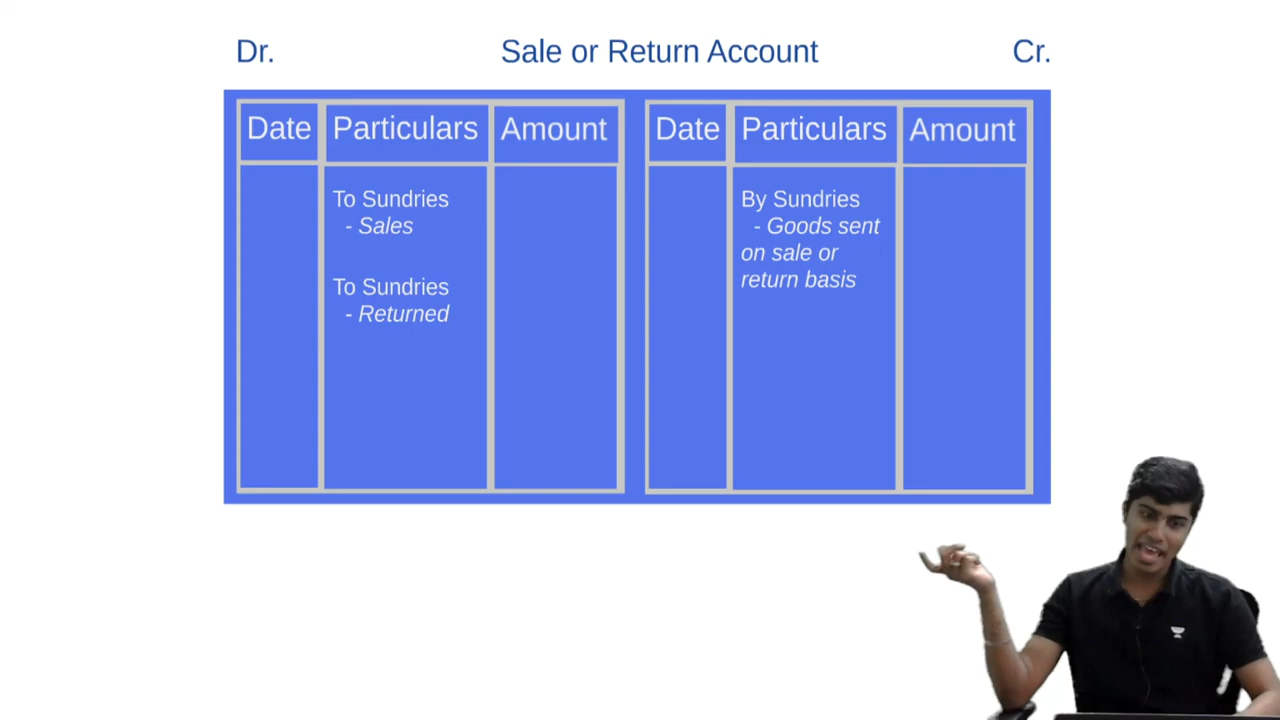 Dr. Sale or Return Account Cr.
Date Particulars Amount Date Particulars Amount
To Sundries
- Sales
To Sundries
- Returned
By Sundries
- Goods sent
on sale or
return basis